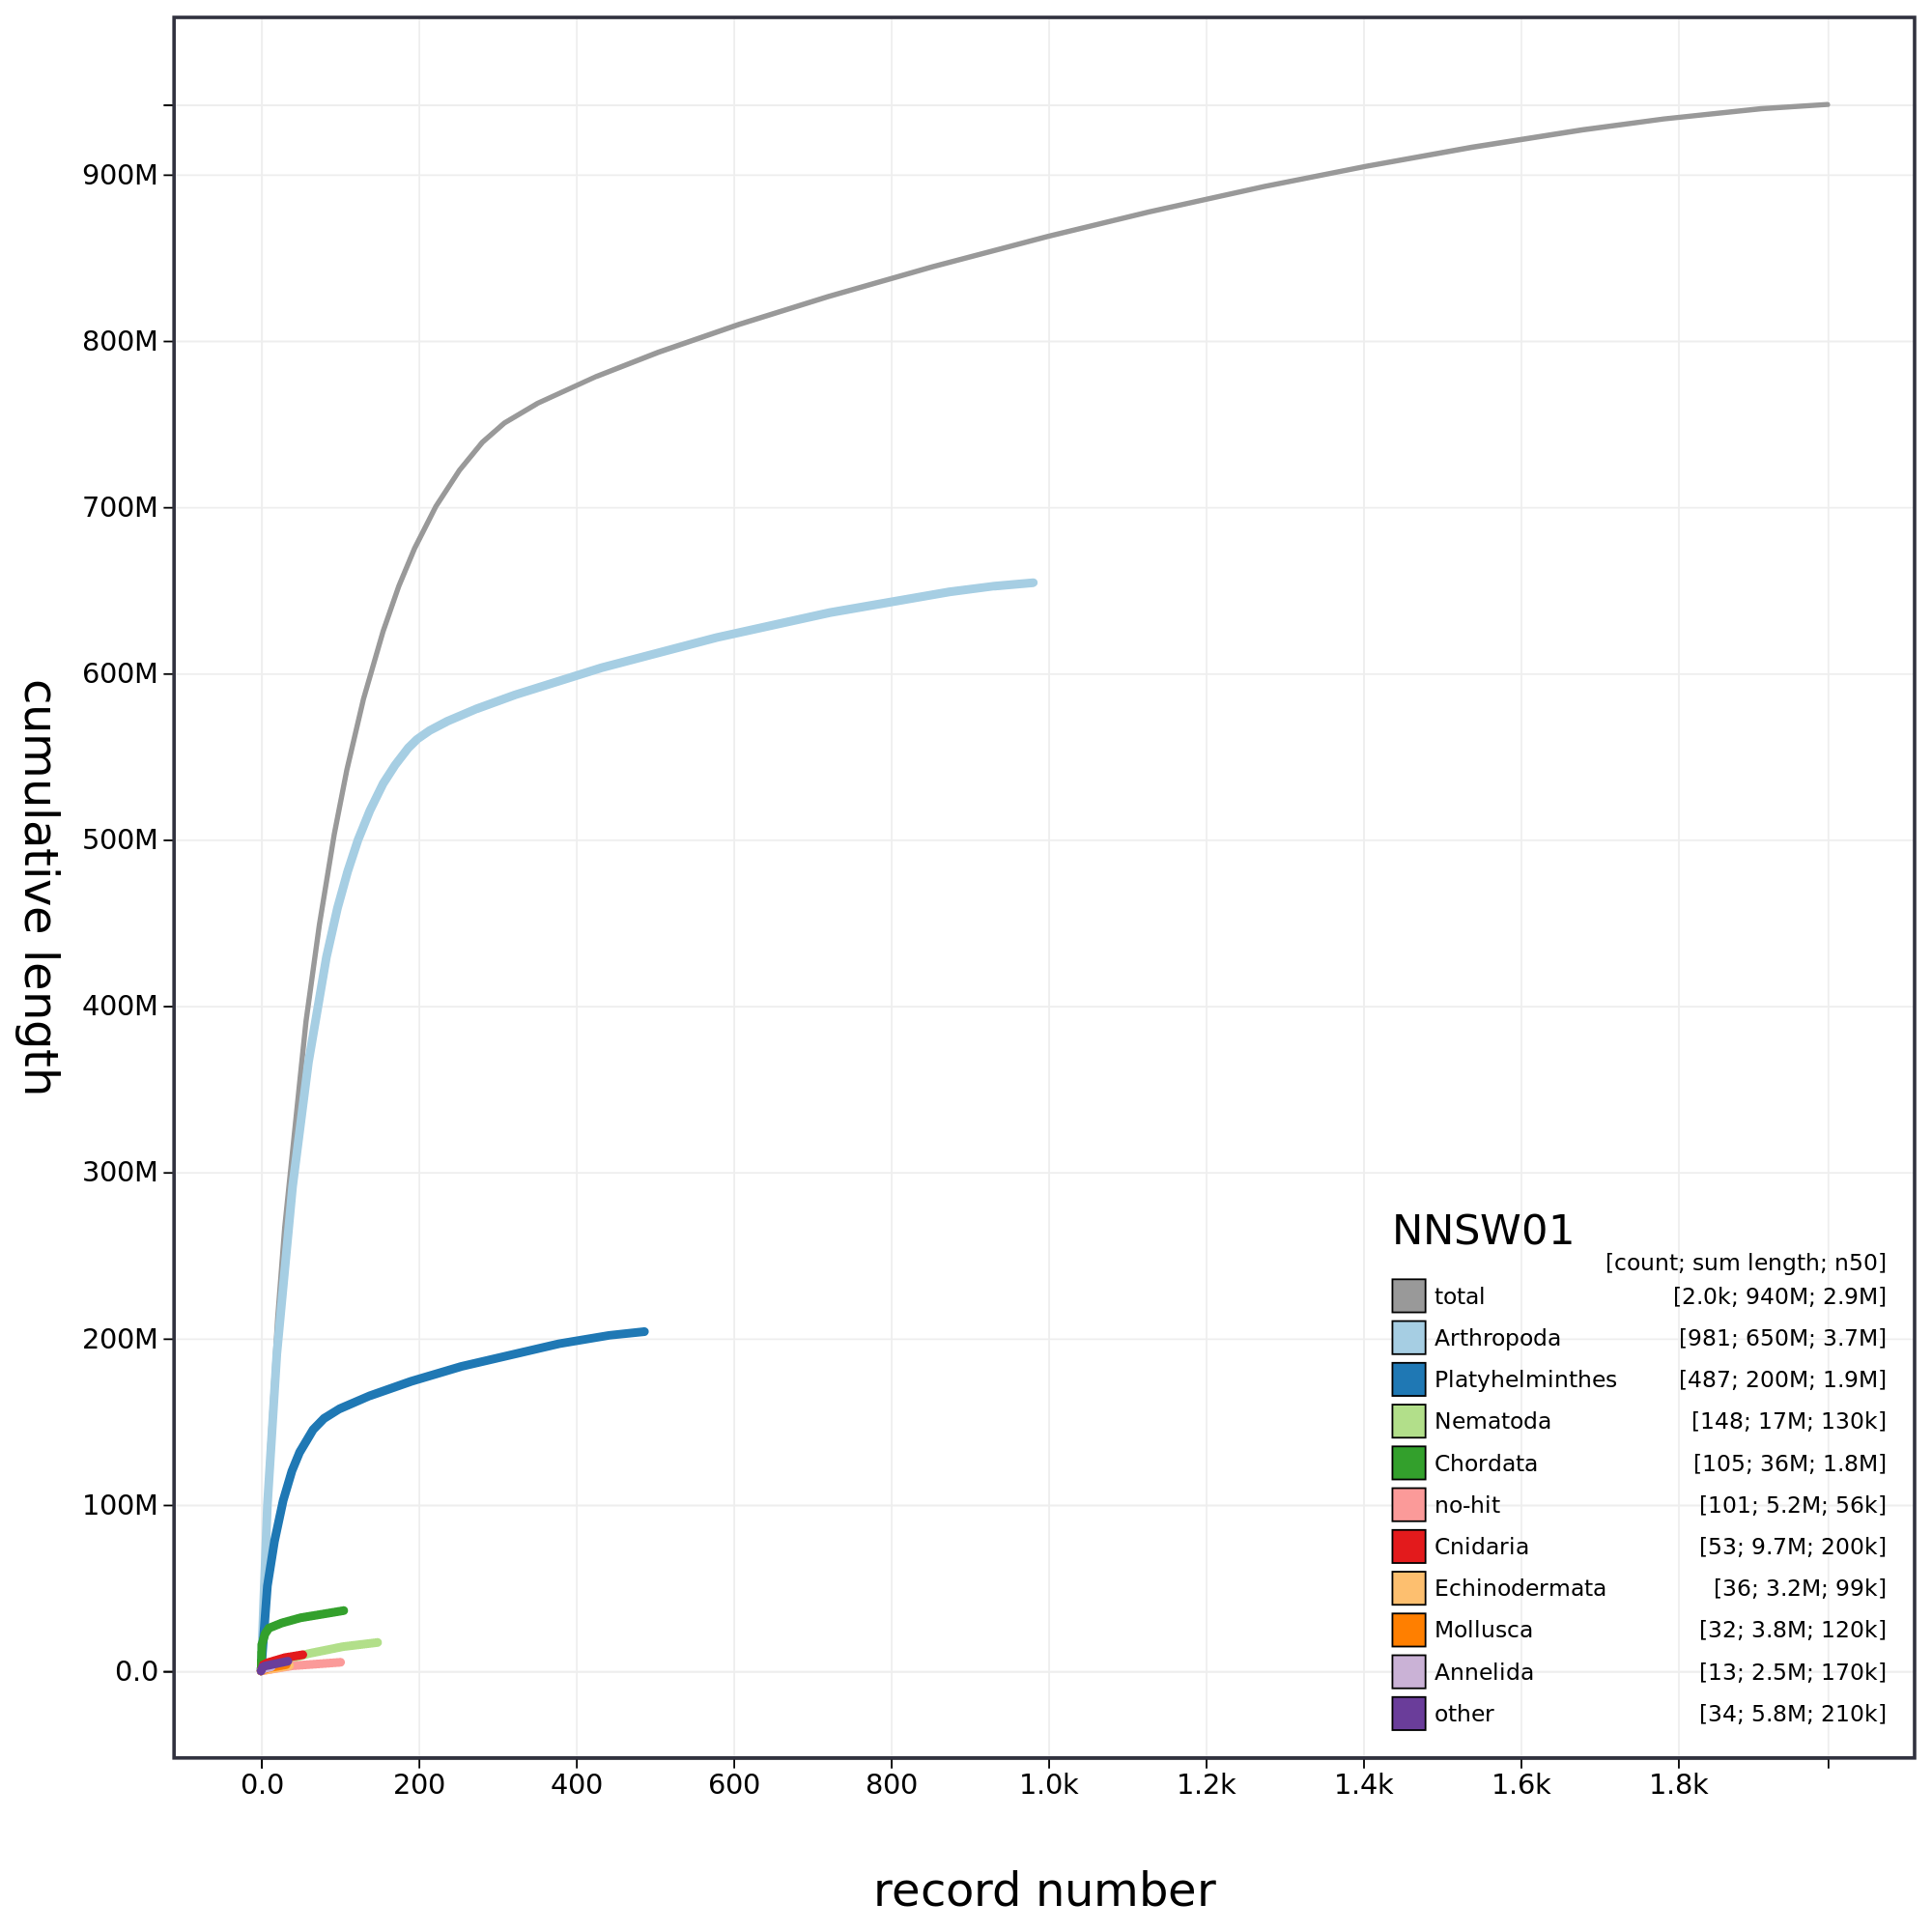 900M
800M
700M
600M
500M
400M
300M
200M
100M
0.0
cumulative length
NNSW01
[count; sum length; n50]
total [2.0k; 940M; 2.9M]
Arthropoda [981; 650M; 3.7M]
Platyhelminthes [487; 200M; 1.9M]
Nematoda [148; 17M; 130k]
Chordata [105; 36M; 1.8M]
no-hit [101; 5.2M; 56k]
Cnidaria [53; 9.7M; 200k]
Echinodermata [36; 3.2M; 99k]
Mollusca [32; 3.8M; 120k]
Annelida [13; 2.5M; 170k]
other [34; 5.8M; 210k]
0.0 200 400 600 800 1.0k 1.2k 1.4k 1.6k 1.8k
record number